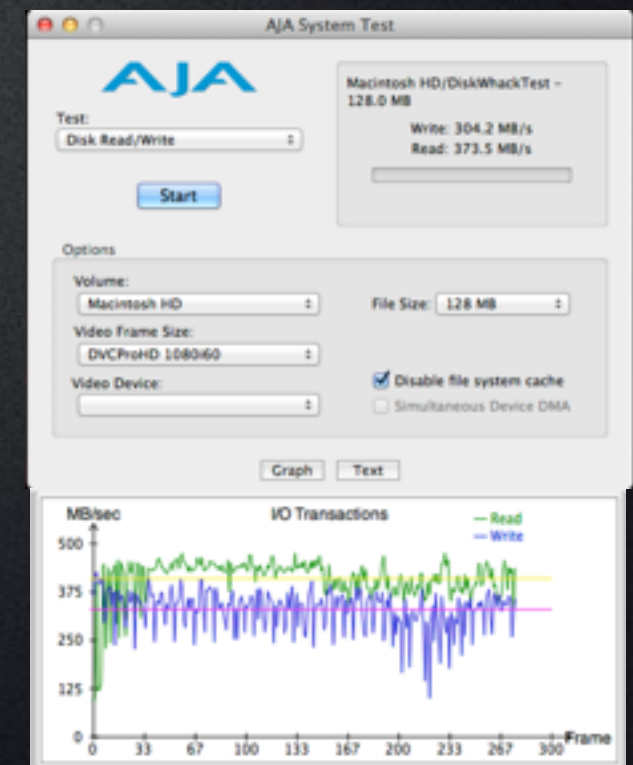 AJA System Test
AJA
Test:
Disk Read/Write
Start
Macintosh HD/DiskWhackTest –
128.0 MB
Write: 304.2 MB/s
Read: 373.5 MB/s
Options
Volume:
Macintosh HD
File Size: 128 MB
Video Frame Size:
DVCProHD 1080i60
Video Device:
Disable file system cache
Simultaneous Device DMA
Graph Text
MB/sec
I/O Transactions
Read
Write
500
375
250
125
0
0 33 67 100 133 167 200 233 267 300 Frame